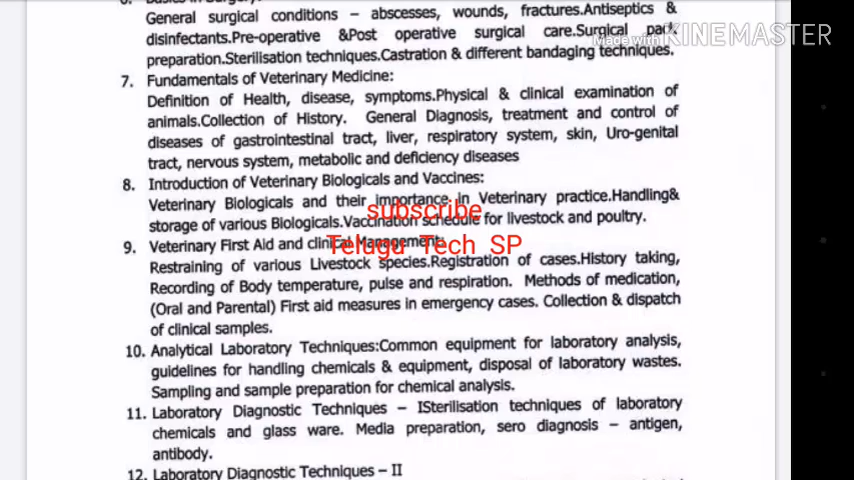 General surgical conditions – abscesses, wounds, fractures.Antiseptics &
disinfectants.Pre-operative &Post operative surgical care.Surgical pack
Made with KINEMASTER
preparation.Sterilisation techniques.Castration & different bandaging techniques.
7. Fundamentals of Veterinary Medicine:
Definition of Health, disease, symptoms.Physical & clinical examination of
animals.Collection of History. General Diagnosis, treatment and control of
diseases of gastrointestinal tract, liver, respiratory system, skin, Uro-genital
tract, nervous system, metabolic and deficiency diseases
8. Introduction of Veterinary Biologicals and Vaccines:
Veterinary Biologicals and their importance in Veterinary practice.Handling&
subscribe
storage of various Biologicals.Vaccination schedule for livestock and poultry.
9. Veterinary First Aid and clinical Management:
Telugu Tech SP
Restraining of various Livestock species.Registration of cases.History taking,
Recording of Body temperature, pulse and respiration. Methods of medication,
(Oral and Parental) First aid measures in emergency cases. Collection & dispatch
of clinical samples.
10. Analytical Laboratory Techniques:Common equipment for laboratory analysis,
guidelines for handling chemicals & equipment, disposal of laboratory wastes.
Sampling and sample preparation for chemical analysis.
11. Laboratory Diagnostic Techniques – ISterilisation techniques of laboratory
chemicals and glass ware. Media preparation, sero diagnosis – antigen,
antibody.
12. Laboratory Diagnostic Techniques – II